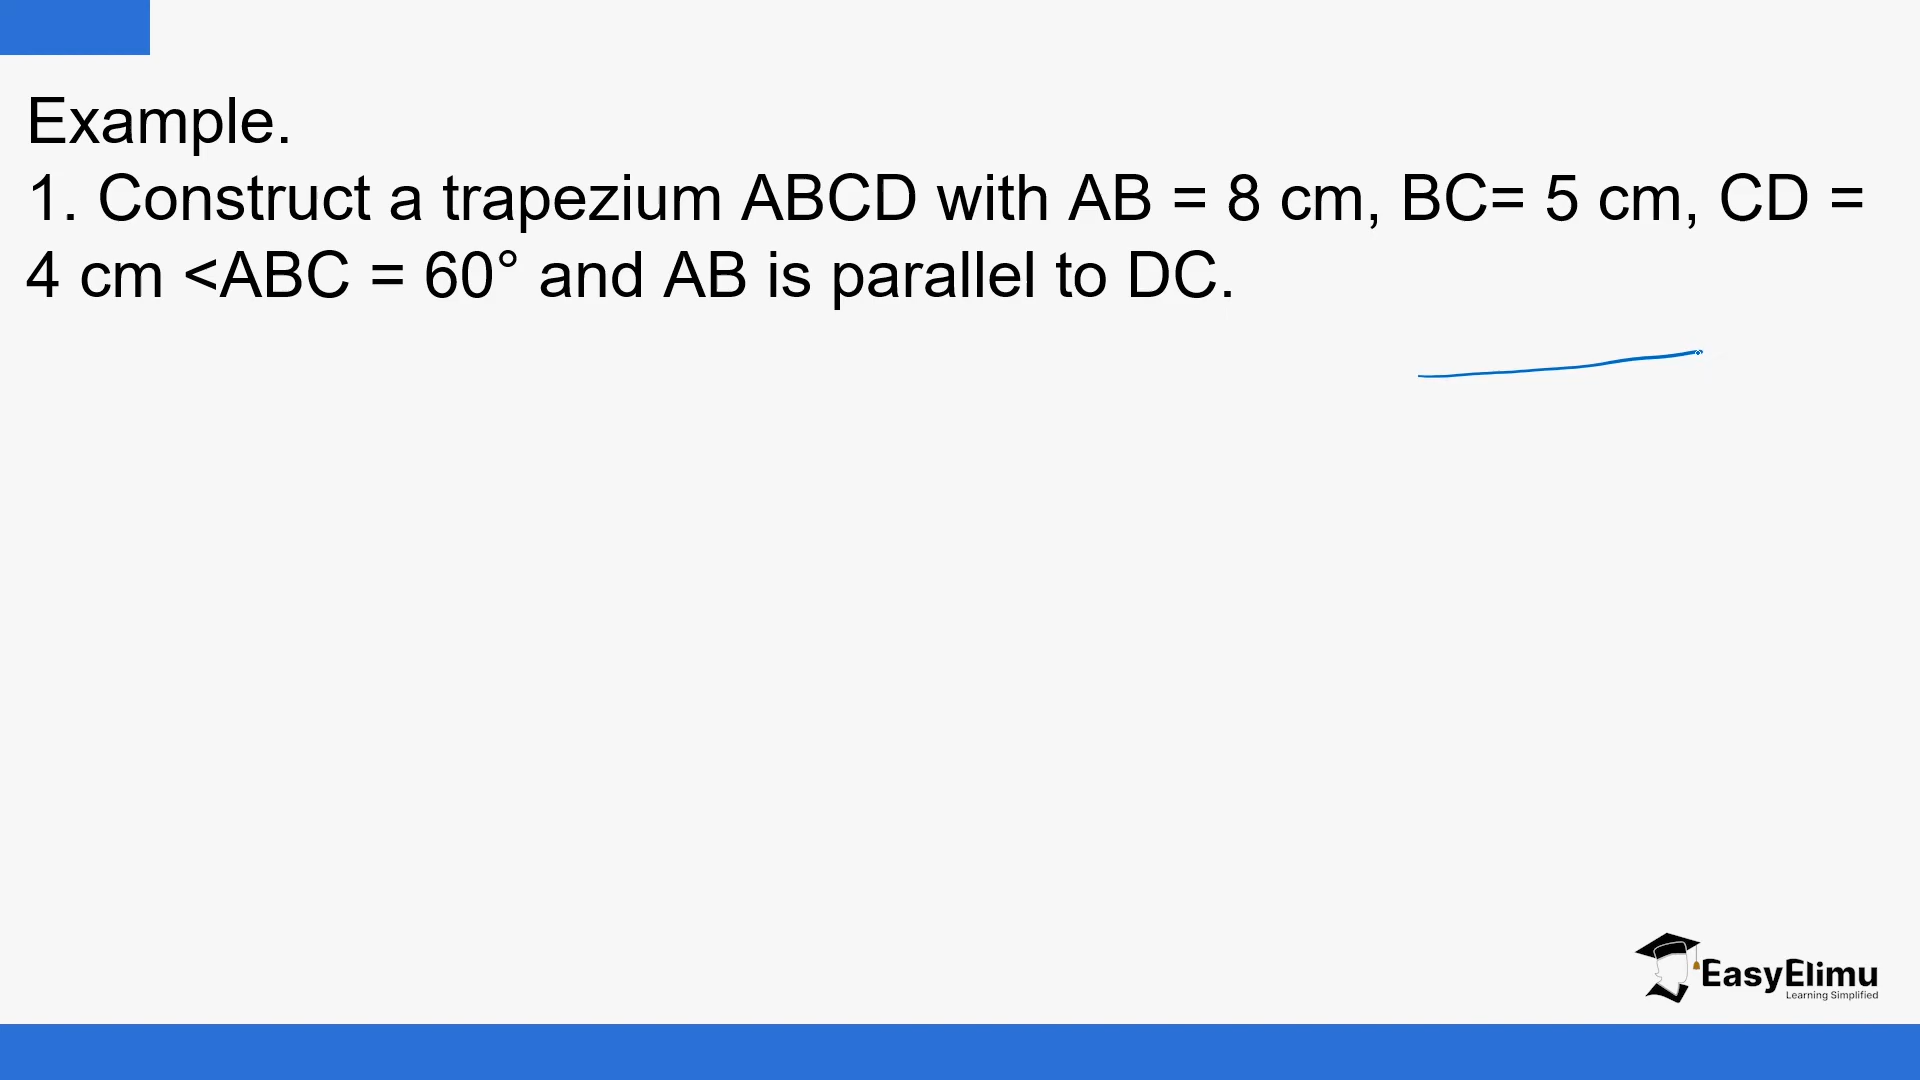 Example.
1. Construct a trapezium ABCD with AB = 8 cm, BC= 5 cm, CD =
4 cm <ABC = 60° and AB is parallel to DC.
EasyElimu
Learning Simplified